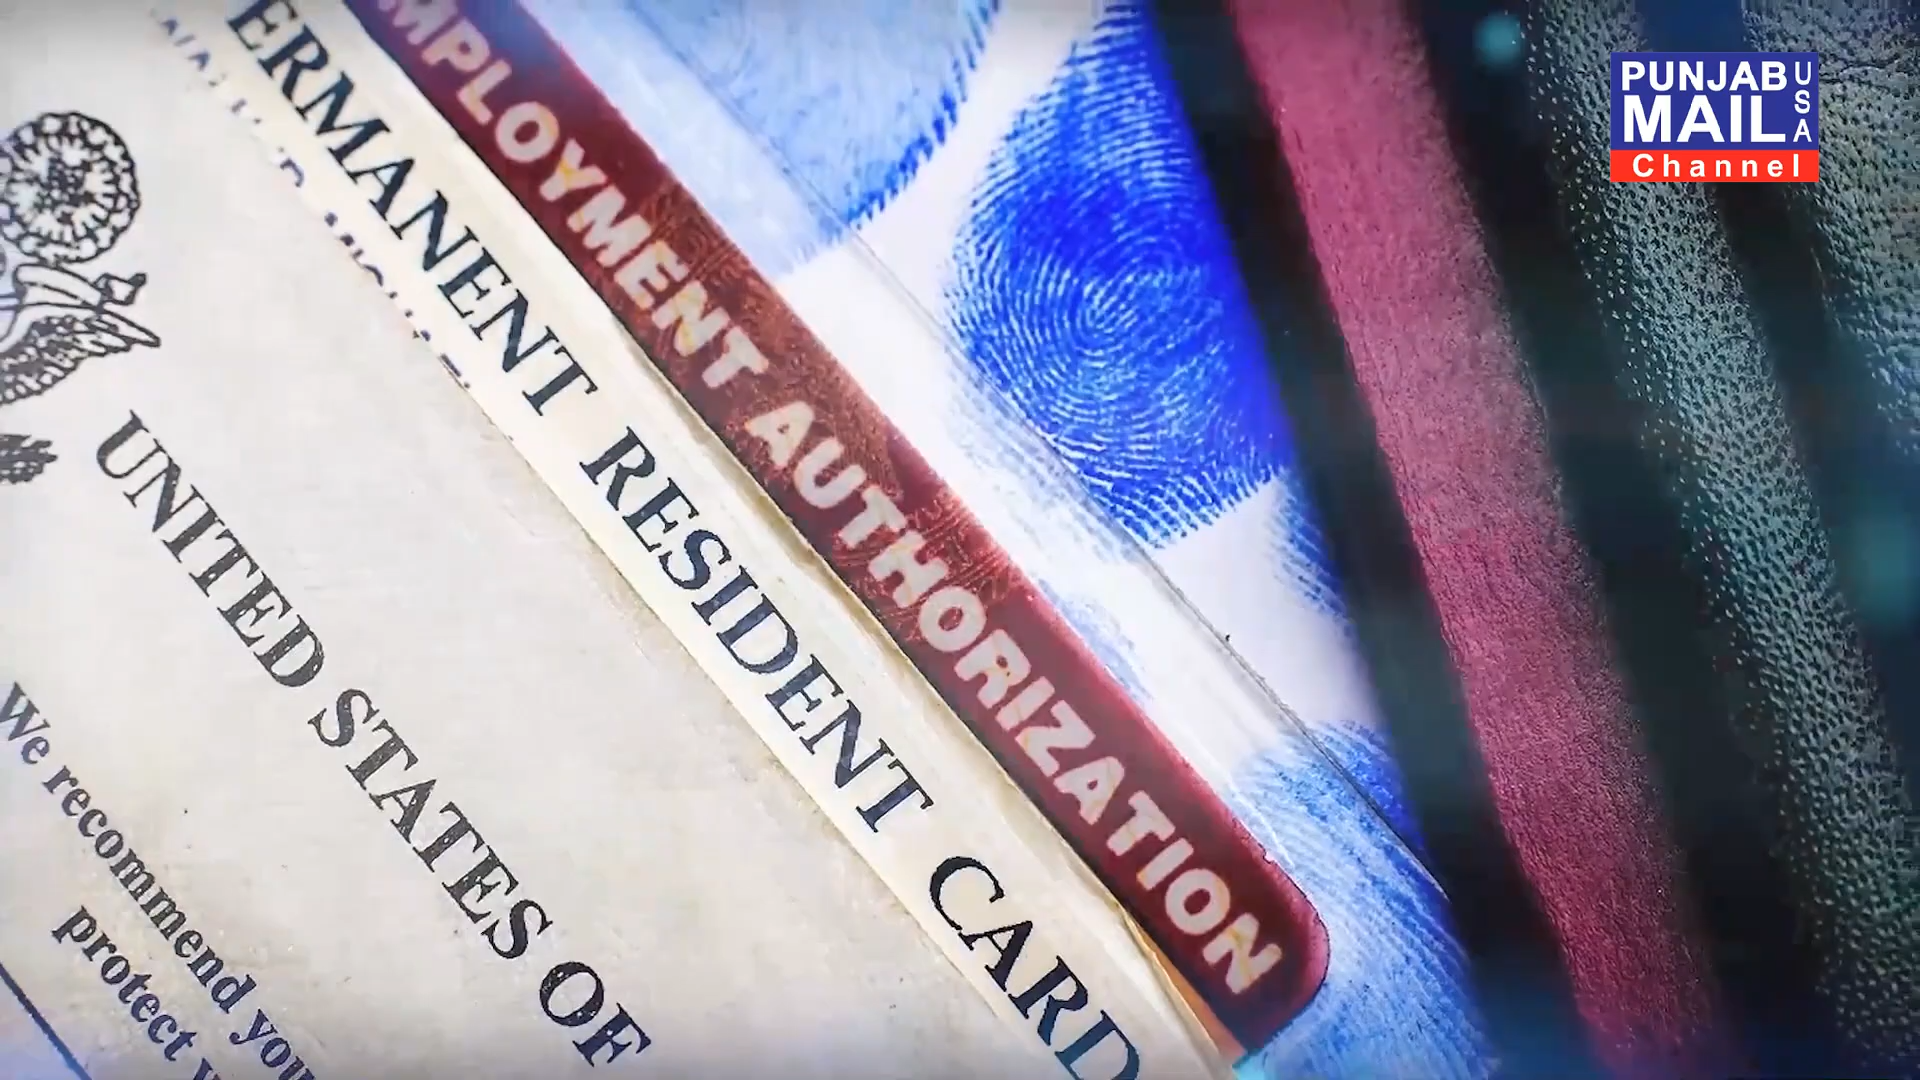 PUNJAB
MAIL
USA
Channel
MPLOYMENT AUTHORIZATION
ERMANENT RESIDENT CARD
UNITED STATES OF
We recommend you
protect